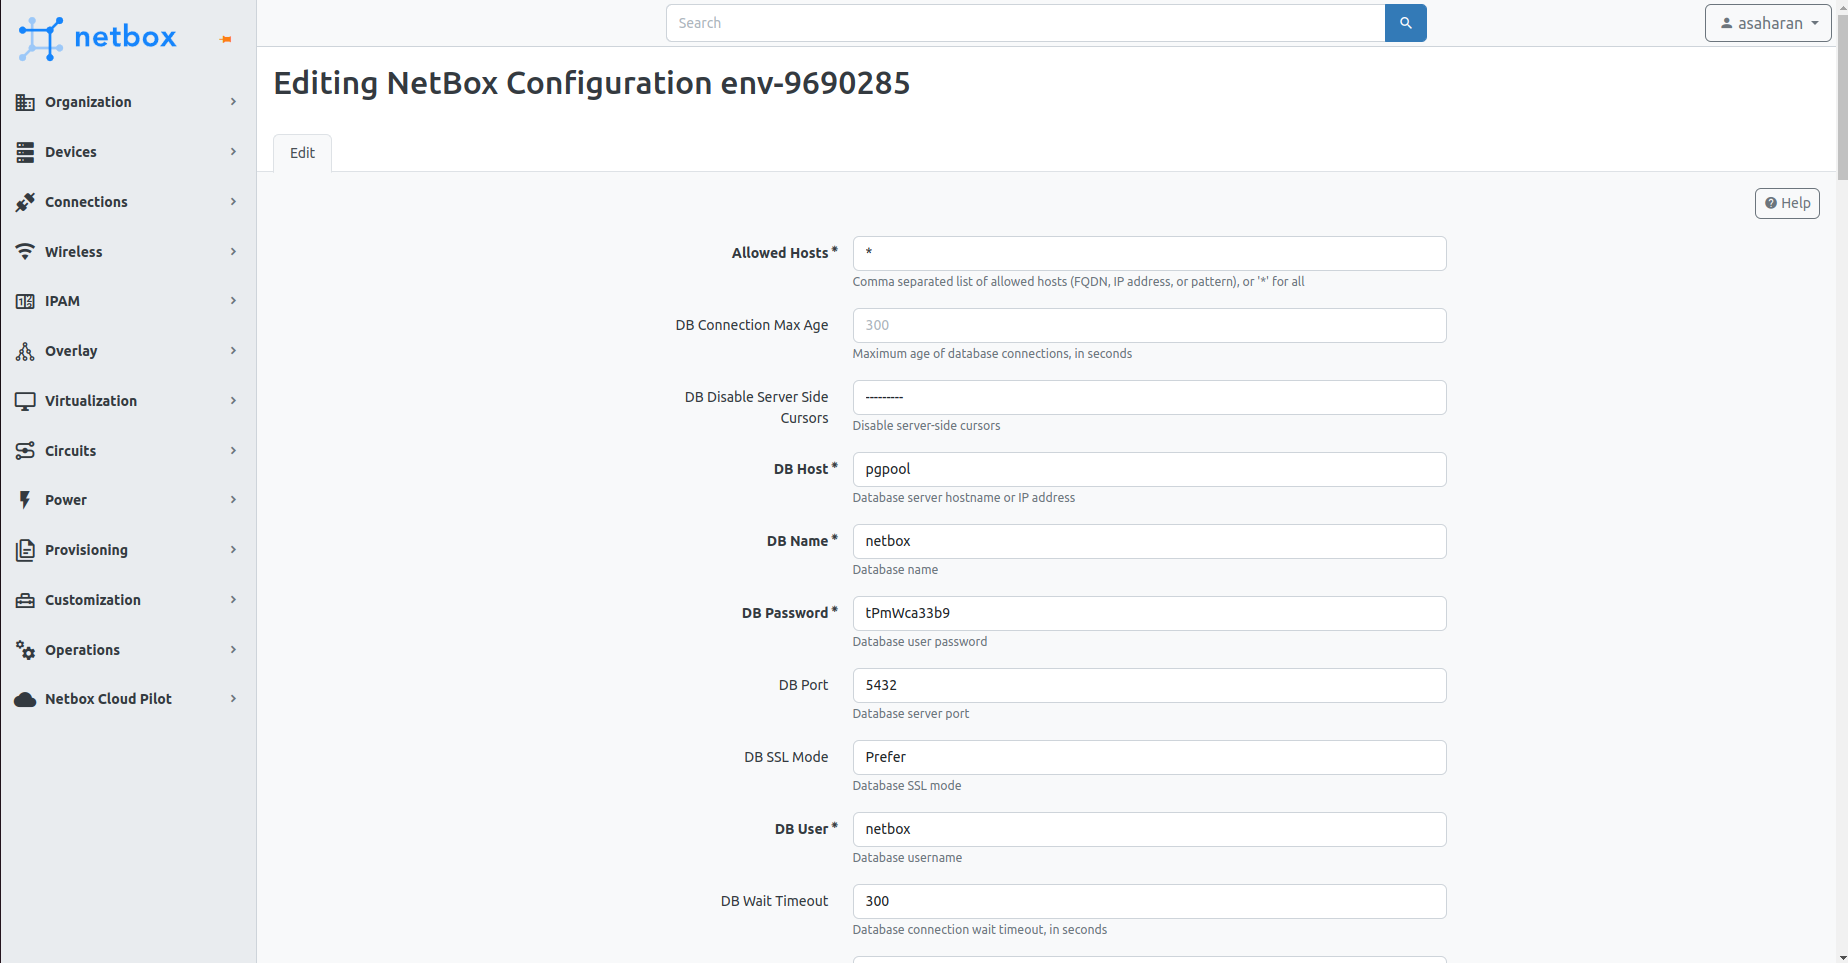 netbox
Search
asaharan
Organization
Devices
Connections
Wireless
IPAM
Overlay
Virtualization
Circuits
Power
Provisioning
Customization
Operations
Netbox Cloud Pilot
Editing NetBox Configuration env-9690285
Edit
Help
Allowed Hosts *
*
Comma separated list of allowed hosts (FQDN, IP address, or pattern), or '*' for all
DB Connection Max Age
300
Maximum age of database connections, in seconds
DB Disable Server Side
Cursors
---------
Disable server-side cursors
DB Host *
pgpool
Database server hostname or IP address
DB Name *
netbox
Database name
DB Password *
tPmWca33b9
Database user password
DB Port
5432
Database server port
DB SSL Mode
Prefer
Database SSL mode
DB User *
netbox
Database username
DB Wait Timeout
300
Database connection wait timeout, in seconds